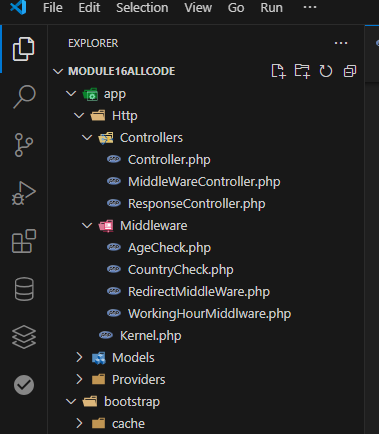 File Edit Selection View Go Run ···
EXPLORER ···
MODULE16ALLCODE
app
Http
Controllers
Controller.php
MiddleWareController.php
ResponseController.php
Middleware
AgeCheck.php
CountryCheck.php
RedirectMiddleWare.php
WorkingHourMiddlware.php
Kernel.php
Models
Providers
bootstrap
cache